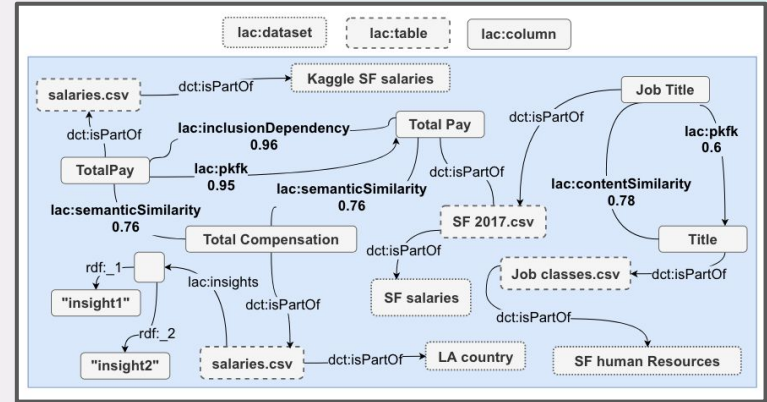 lac:dataset
lac:table
lac:column
Kaggle SF salaries
salaries.csv
dct:isPartOf
Job Title
dct:isPartOf
lac:inclusionDependency
0.96
Total Pay
dct:isPartOf
lac:pkfk
0.6
TotalPay
lac:pkfk
0.95
dct:isPartOf
lac:contentSimilarity
0.78
lac:semanticSimilarity
0.76
lac:semanticSimilarity
0.76
SF 2017.csv
Total Compensation
Title
dct:isPartOf
rdf:_1
lac:insights
Job classes.csv
dct:isPartOf
"insight1"
dct:isPartOf
SF salaries
rdf:_2
dct:isPartOf
"insight2"
salaries.csv
dct:isPartOf
LA country
SF human Resources